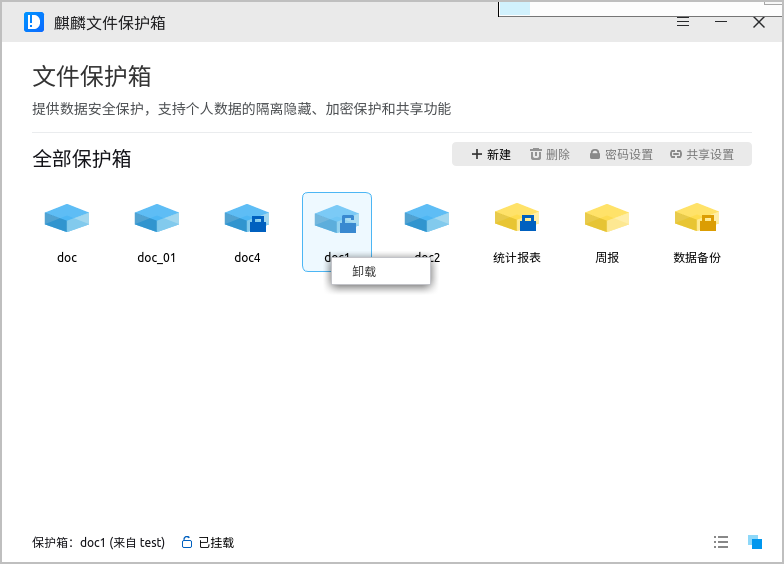 麒麟文件保护箱
文件保护箱
提供数据安全保护，支持个人数据的隔离隐藏、加密保护和共享功能
全部保护箱
新建 删除 密码设置 共享设置
doc doc_01 doc4 doc1 doc2 统计报表 周报 数据备份
卸载
保护箱：doc1 (来自 test) 已挂载